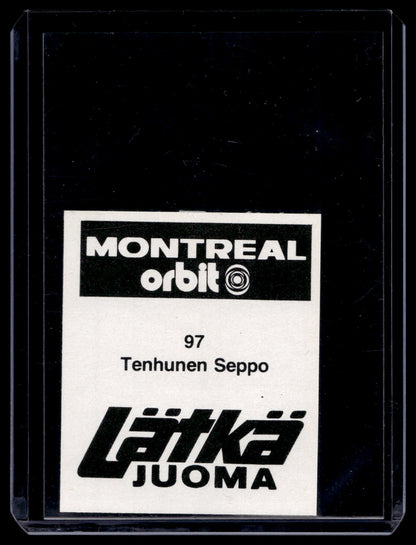 MONTREAL
orbit
97
Tenhunen Seppo
Lätkä
JUOMA